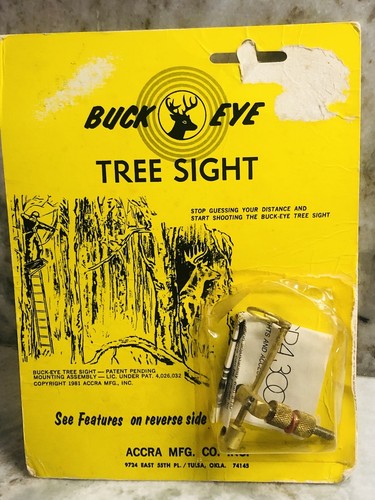 BUCK EYE
TREE SIGHT
STOP GUESSING YOUR DISTANCE AND
START SHOOTING THE BUCK-EYE TREE SIGHT
BUCK-EYE TREE SIGHT — PATENT PENDING
MOUNTING ASSEMBLY — LIC. UNDER PAT. 4,026,032
COPYRIGHT 1981 ACCRA MFG., INC.
See Features on reverse side
ACCRA MFG. CO. INC.
9734 EAST 55TH PL. / TULSA, OKLA. 74145